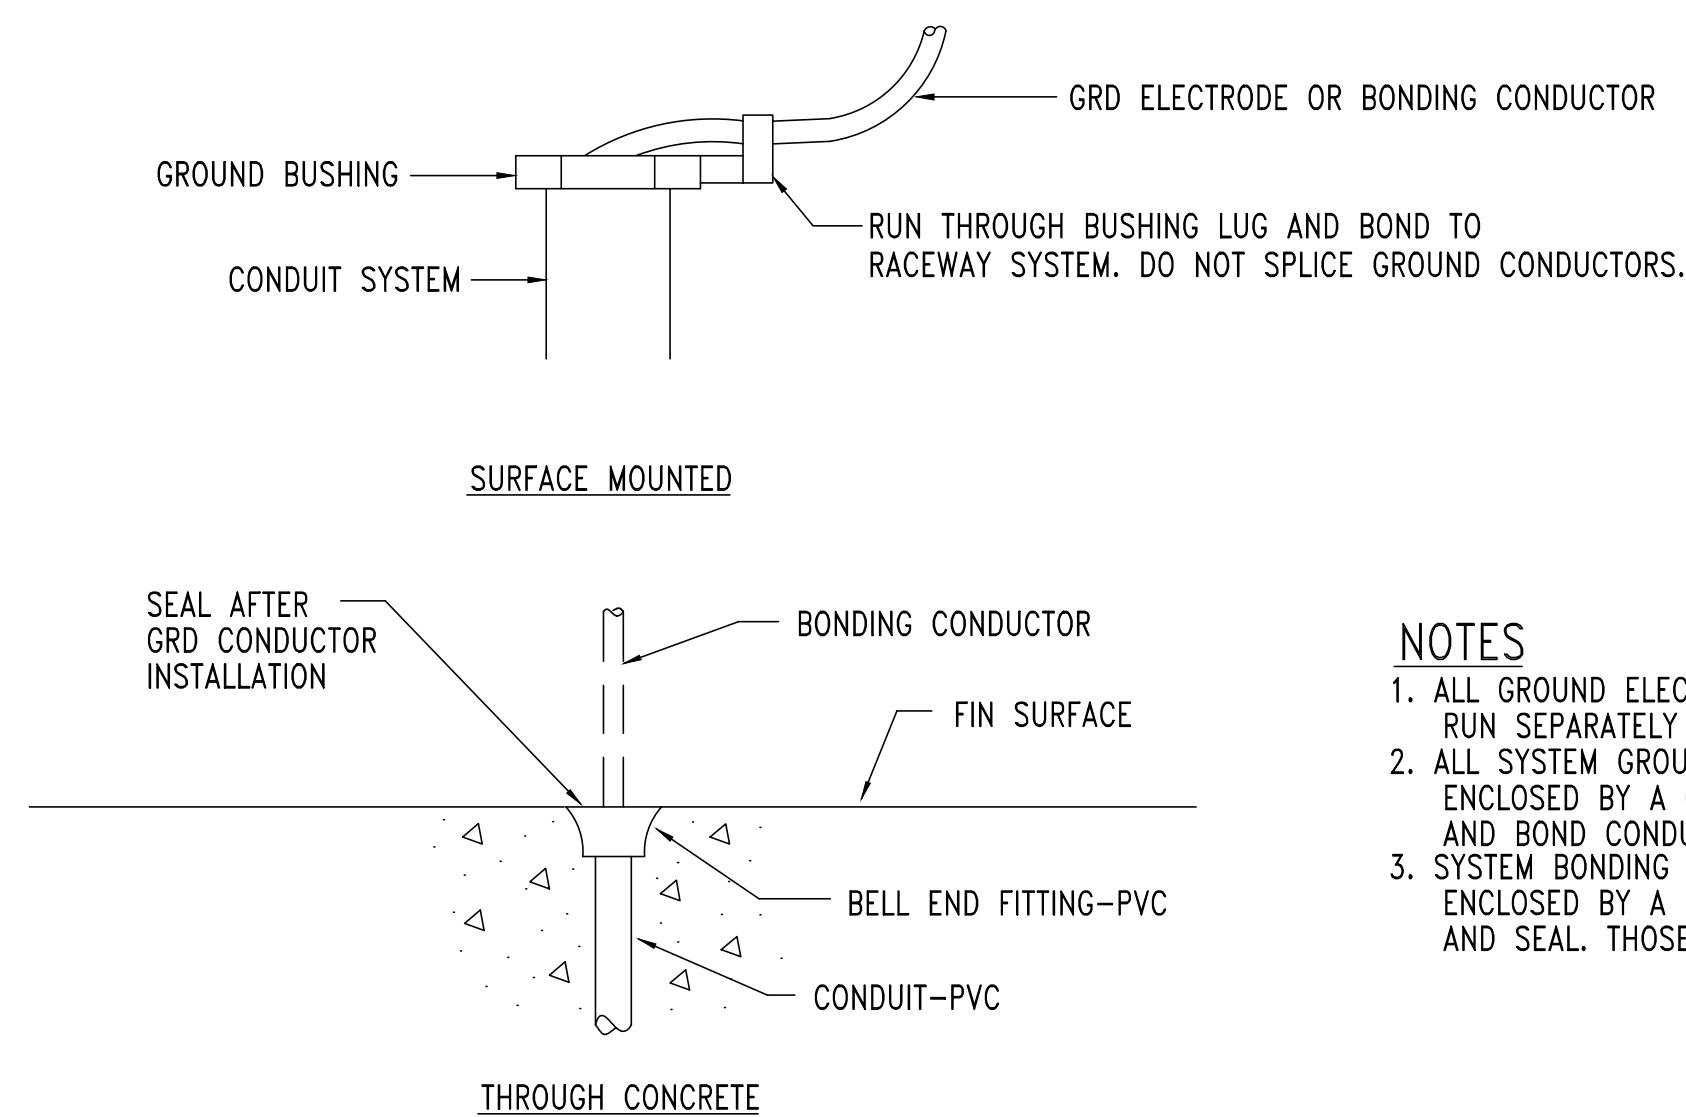 GRD ELECTRODE OR BONDING CONDUCTOR
GROUND BUSHING
RUN THROUGH BUSHING LUG AND BOND TO
RACEWAY SYSTEM. DO NOT SPLICE GROUND CONDUCTORS.
CONDUIT SYSTEM
SURFACE MOUNTED
SEAL AFTER
GRD CONDUCTOR
INSTALLATION
BONDING CONDUCTOR
FIN SURFACE
BELL END FITTING-PVC
CONDUIT-PVC
THROUGH CONCRETE
NOTES
1. ALL GROUND
RUN SEPARATELY
2. ALL SYSTEM
ENCLOSED BY A
AND BOND
3. SYSTEM BONDING
ENCLOSED BY A
AND SEAL. THOSE